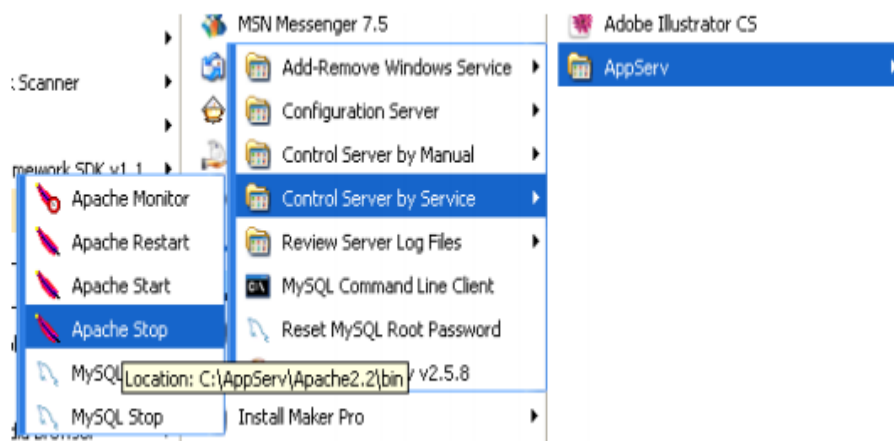 MSN Messenger 7.5
Adobe Illustrator CS
Scanner
Add-Remove Windows Service
AppServ
Configuration Server
Control Server by Manual
SDK v1.1
Apache Monitor
Control Server by Service
Apache Restart
Review Server Log Files
Apache Start
MySQL Command Line Client
Apache Stop
Reset MySQL Root Password
MySQL
Location: C:\AppServ\Apache2.2\bin
v2.5.8
MySQL Stop
Install Maker Pro